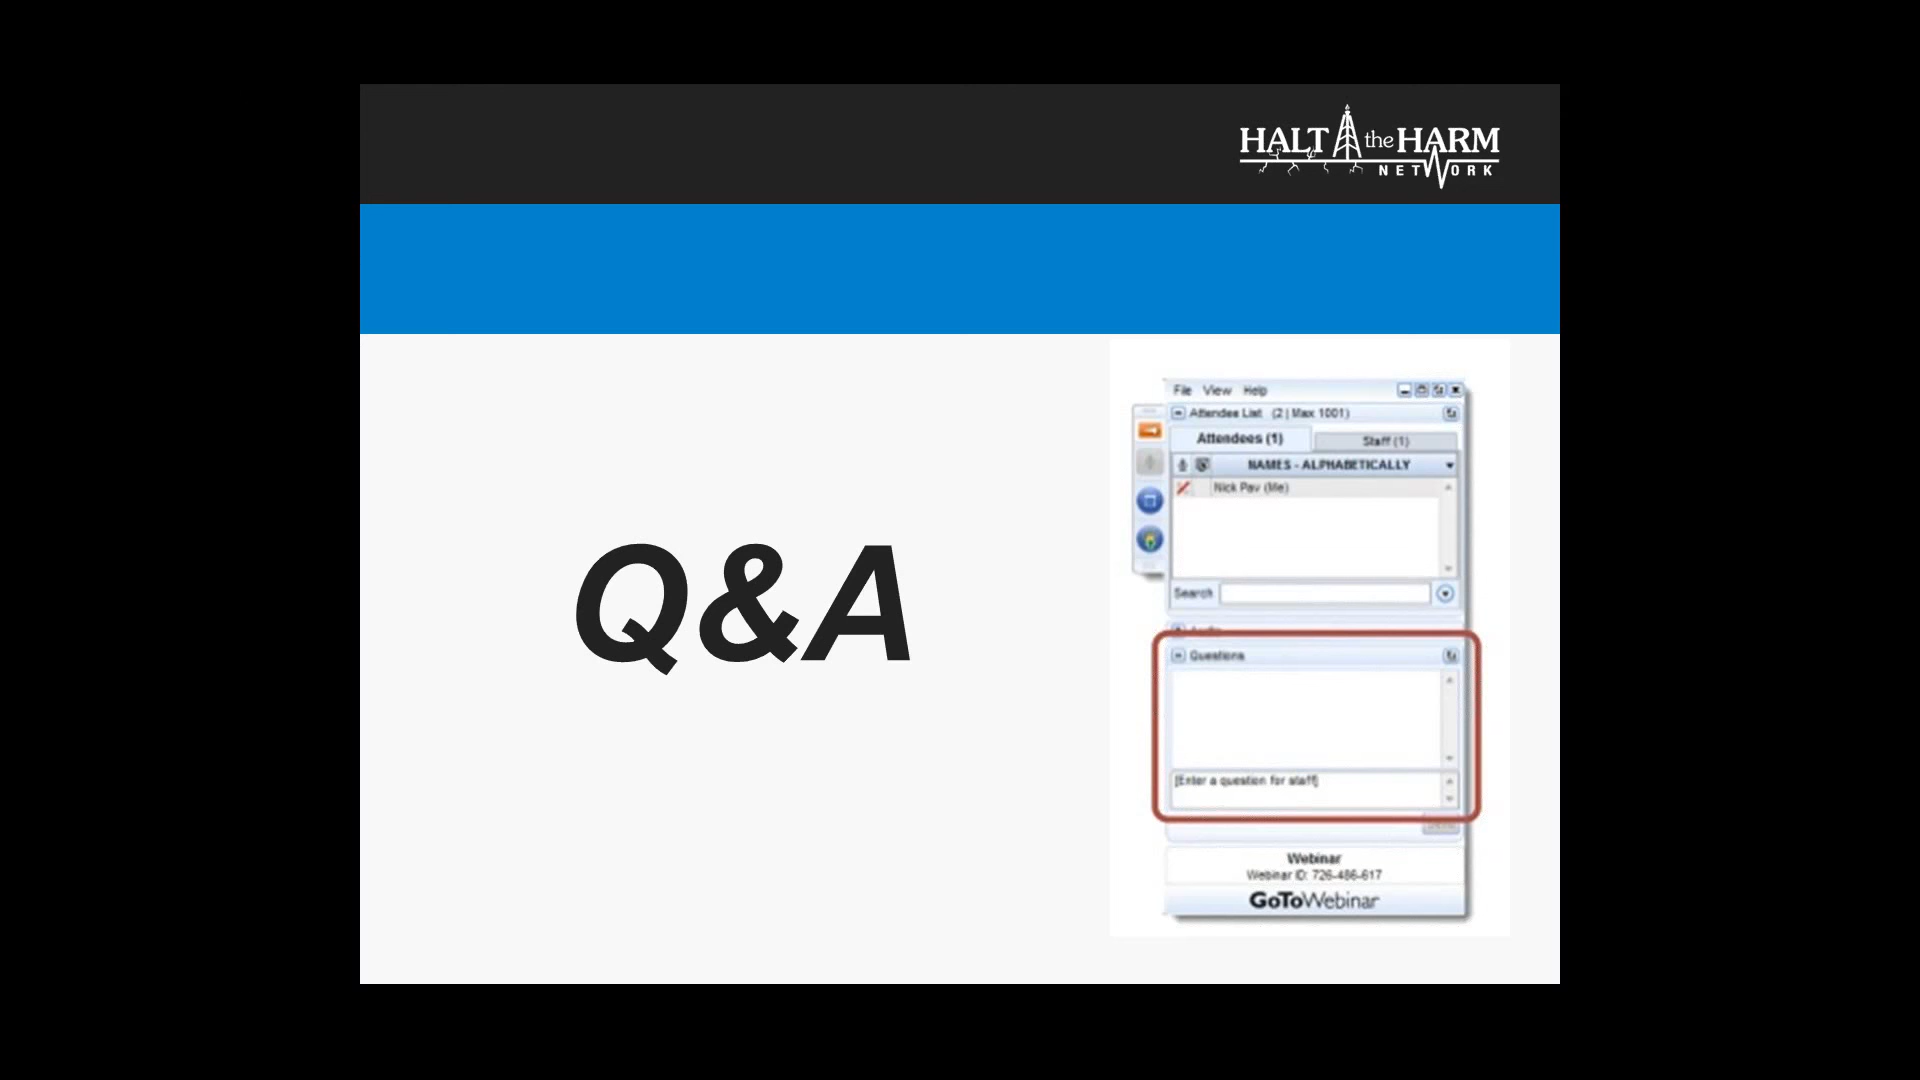 HALT the HARM
NETWORK
File View Help
Attendee List (2 | Max 1001)
Attendees (1) Staff (1)
NAMES - ALPHABETICALLY
Nick Pav (Me)
Search
Audio
Questions
Q&A
[Enter a question for staff]
Webinar
Webinar ID: 726-486-617
GoToWebinar